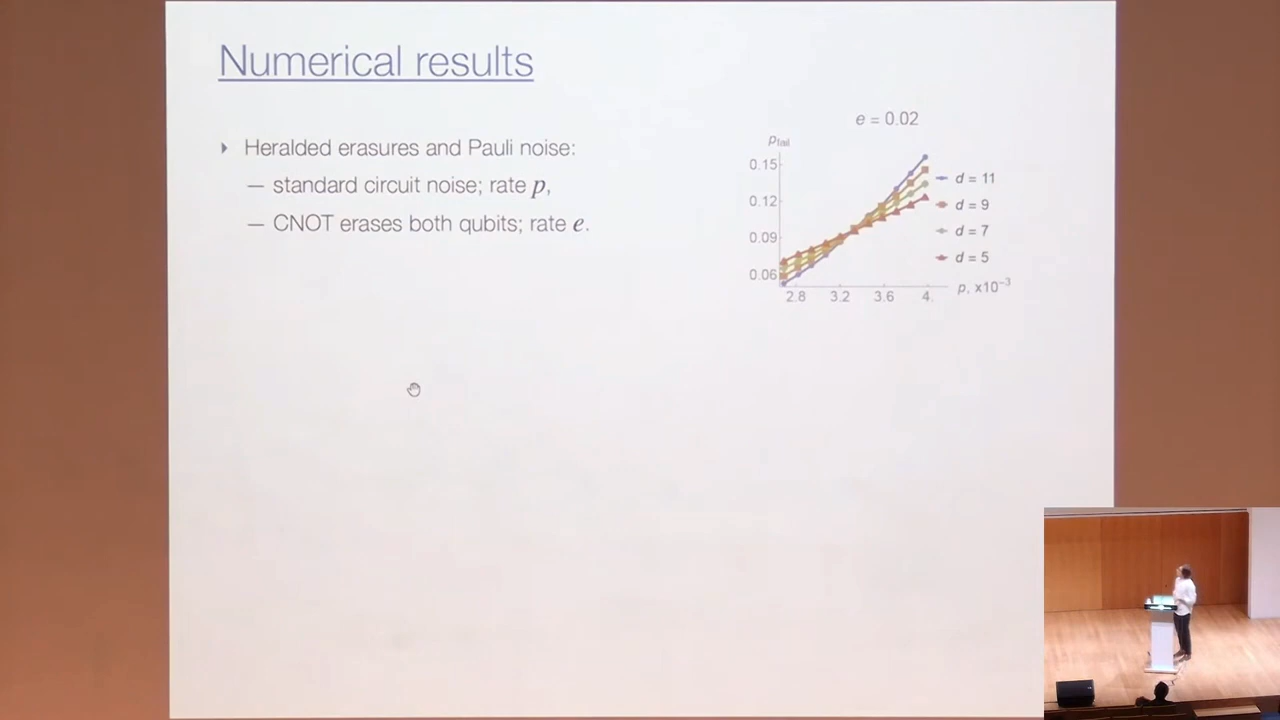 Numerical results
Heralded erasures and Pauli noise:
— standard circuit noise; rate p,
— CNOT erases both qubits; rate e.
e = 0.02
pfail
0.15
0.12
0.09
0.06
2.8 3.2 3.6 4.
p, x10⁻³
d = 11
d = 9
d = 7
d = 5